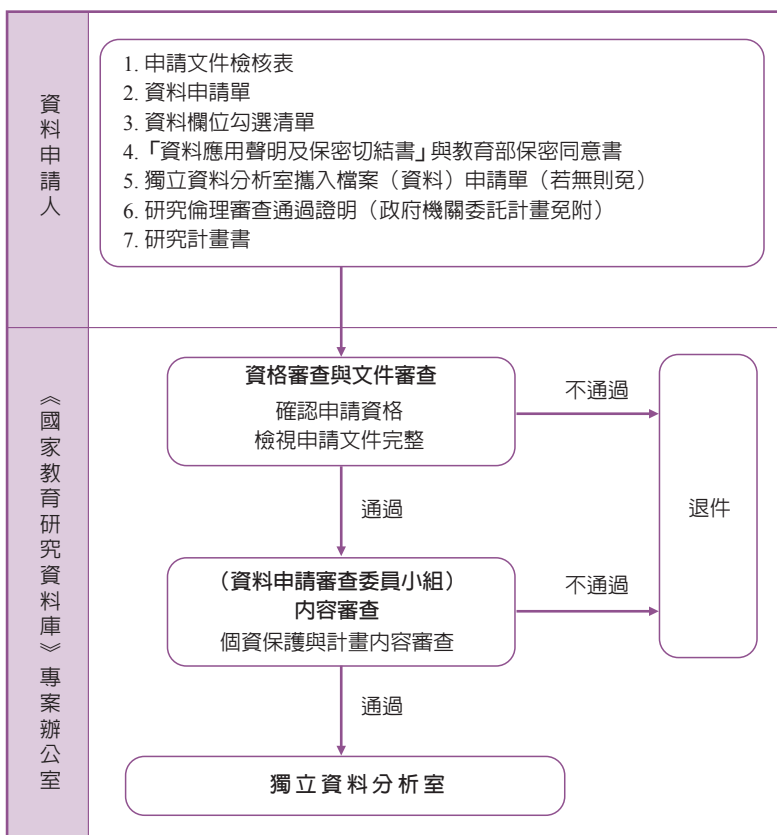 資料申請人
1. 申請文件檢核表
2. 資料申請單
3. 資料欄位勾選清單
4.「資料應用聲明及保密切結書」與教育部保密同意書
5. 獨立資料分析室攜入檔案（資料）申請單（若無則免）
6. 研究倫理審查通過證明（政府機關委託計畫免附）
7. 研究計畫書
《國家教育研究資料庫》專案辦公室
資格審查與文件審查
確認申請資格
檢視申請文件完整
不通過
退件
通過
（資料申請審查委員小組）
內容審查
個資保護與計畫內容審查
不通過
通過
獨立資料分析室